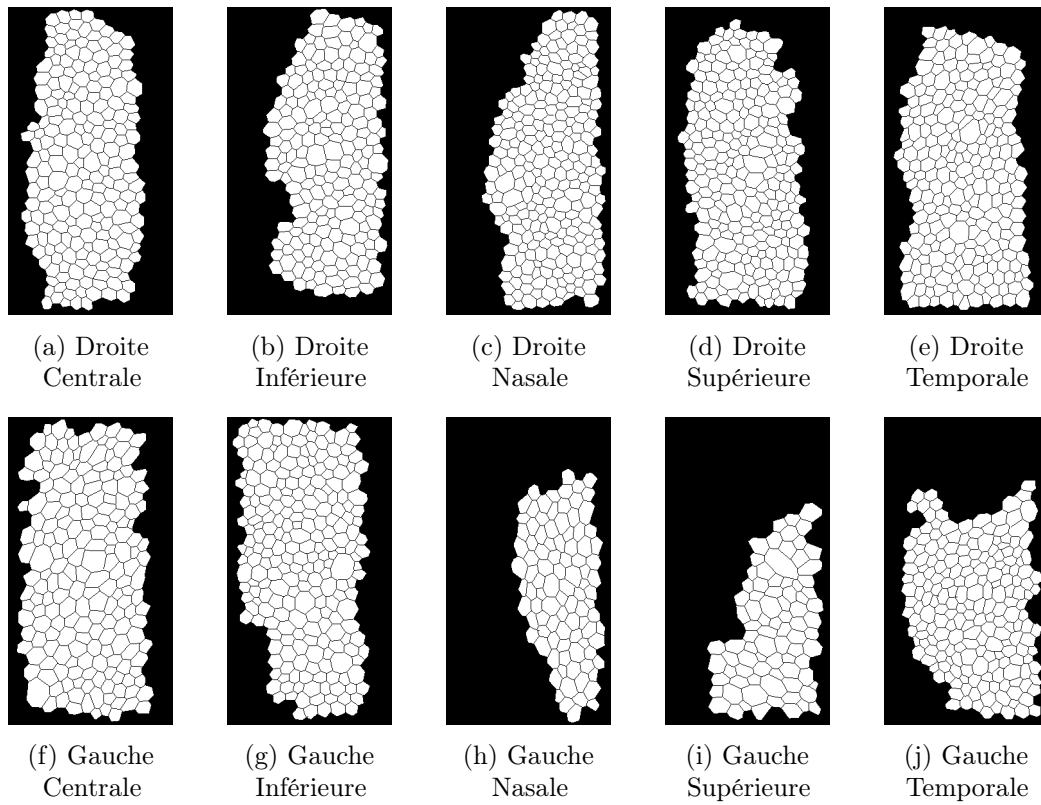 (a) Droite
Centrale
(b) Droite
Inférieure
(c) Droite
Nasale
(d) Droite
Supérieure
(e) Droite
Temporale
(f) Gauche
Centrale
(g) Gauche
Inférieure
(h) Gauche
Nasale
(i) Gauche
Supérieure
(j) Gauche
Temporale